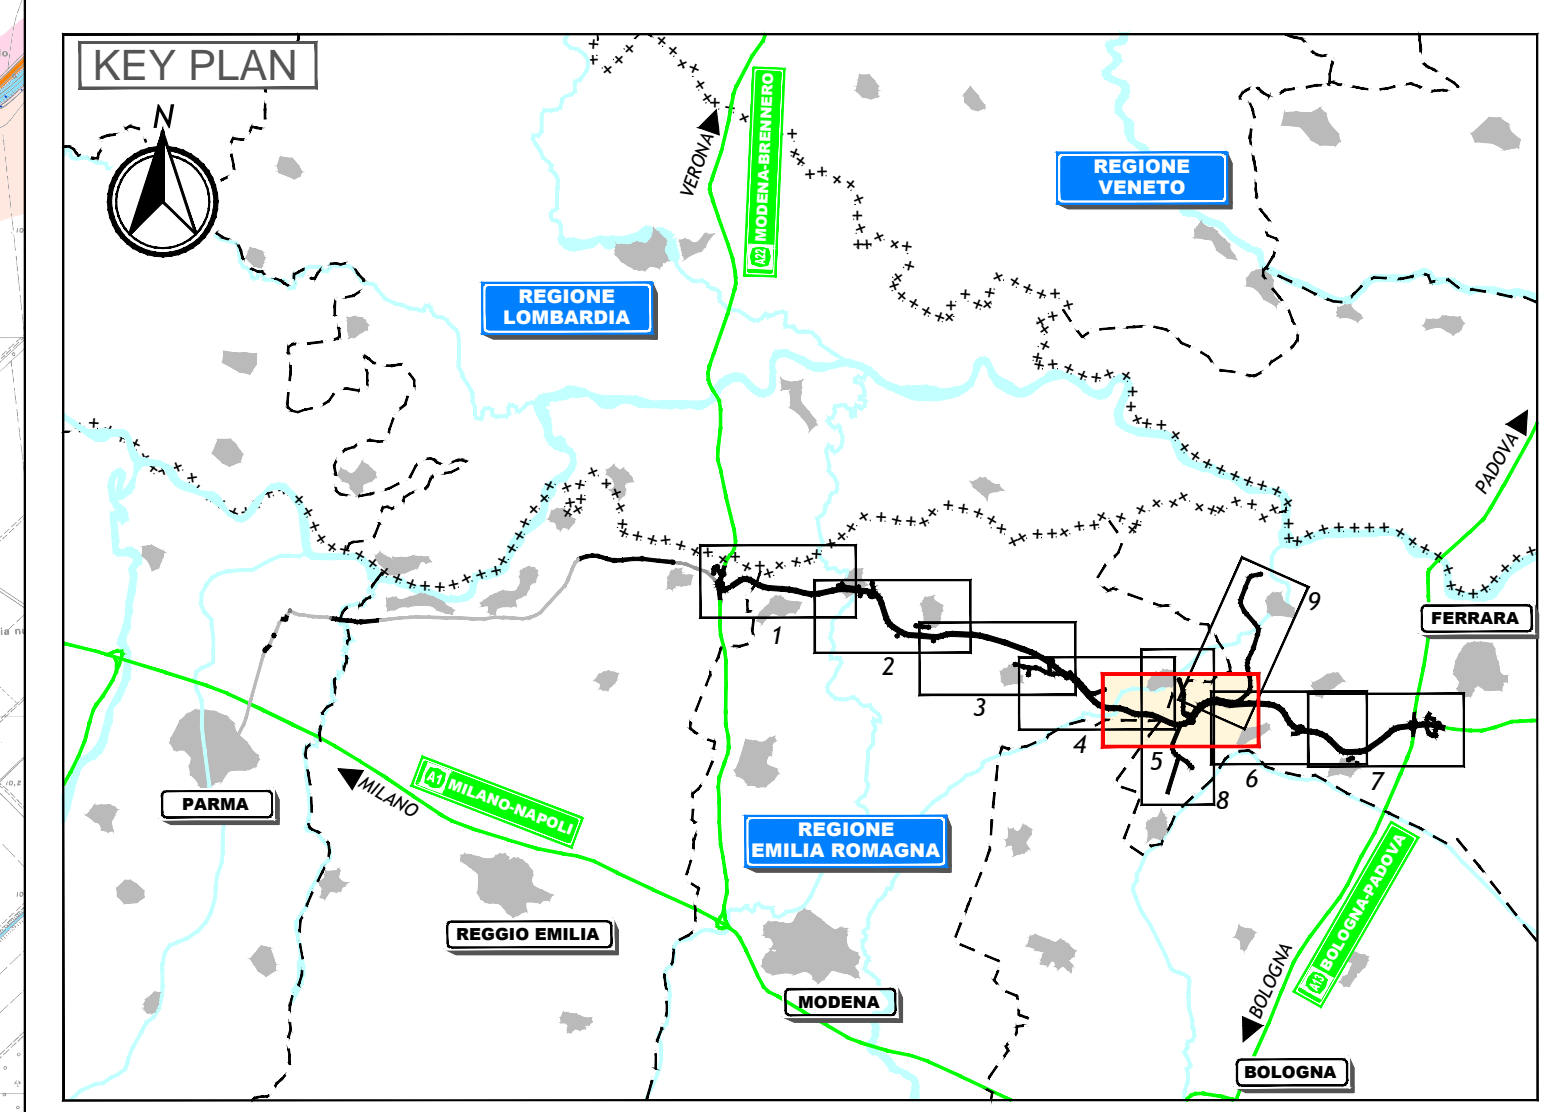 KEY PLAN
N
VERONA
A22 MODENA-BRENNERO
REGIONE
VENETO
REGIONE
LOMBARDIA
PADOVA
1
2
3
4
5
6
7
8
9
FERRARA
PARMA
MILANO
A1 MILANO-NAPOLI
REGIONE
EMILIA ROMAGNA
A13 BOLOGNA-PADOVA
REGGIO EMILIA
MODENA
BOLOGNA
BOLOGNA